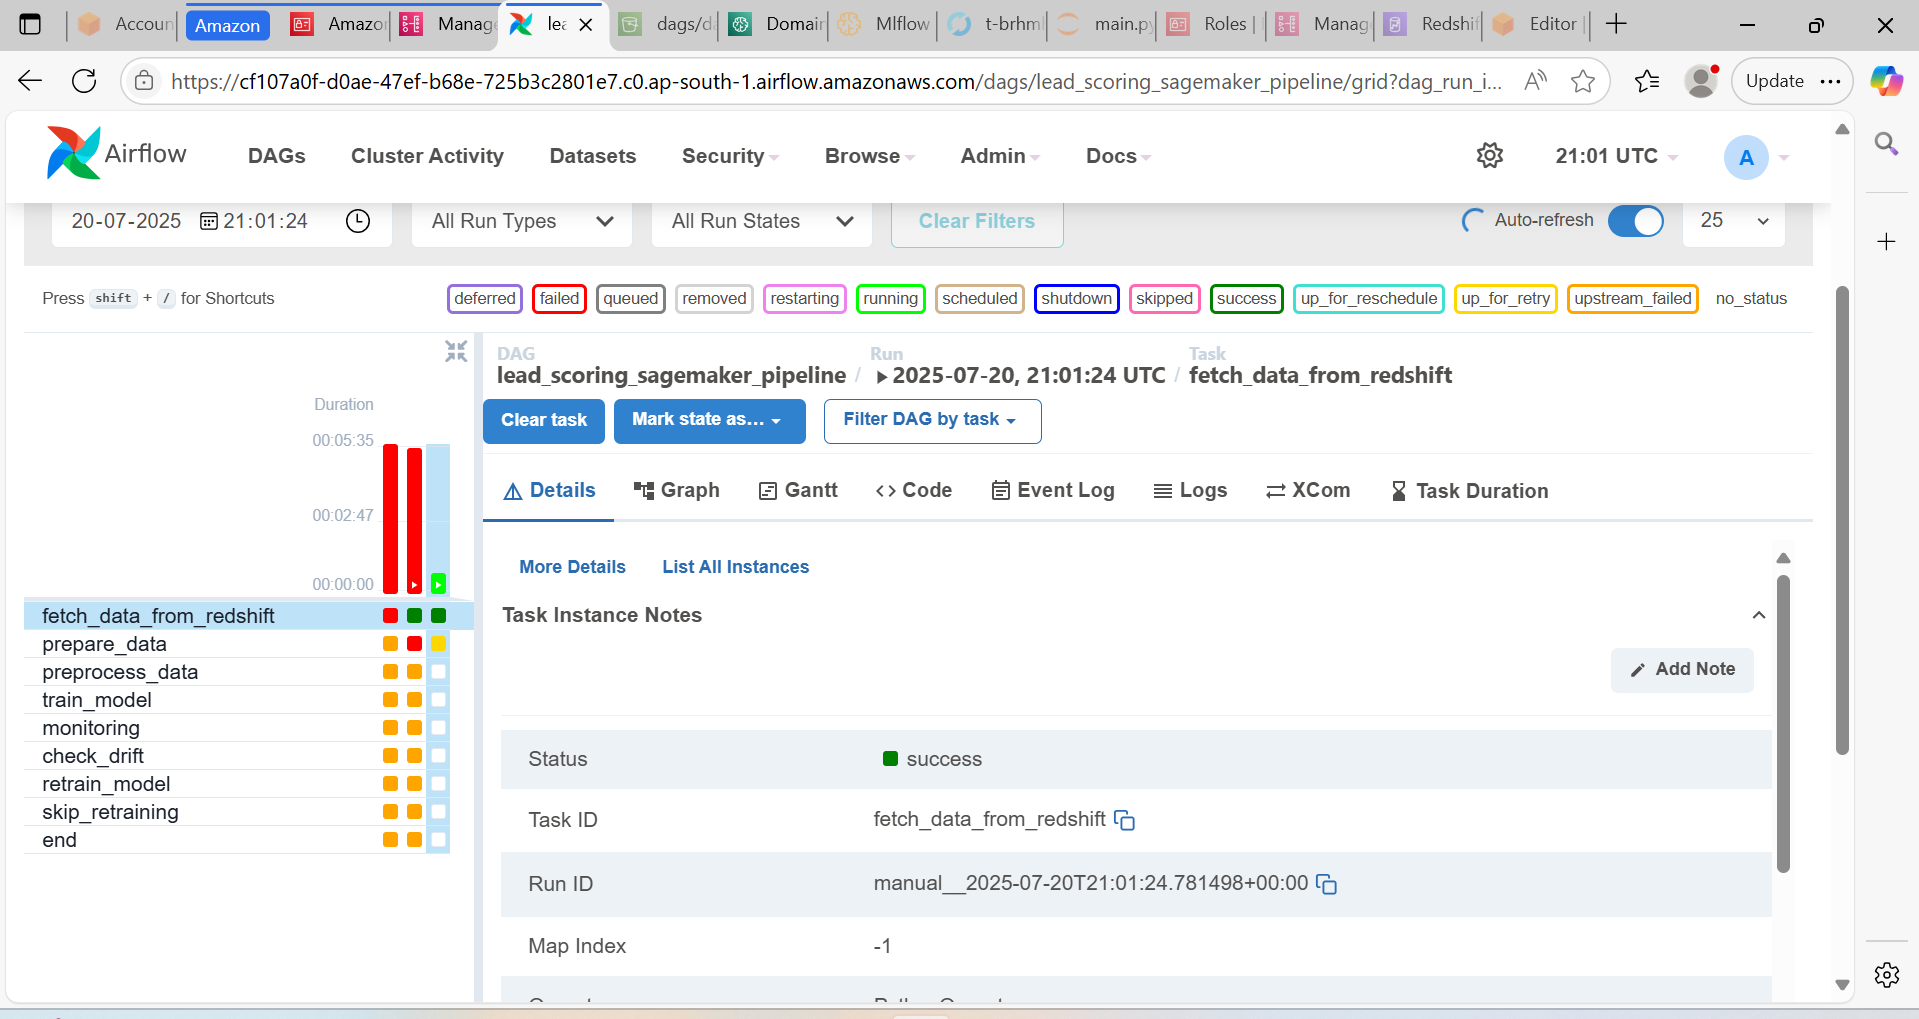 Accoun
Amazon
Amazon
Manag
lea
dags/da
Domain
Mlflow
t-brhml
main.py
Roles |
Manag
Redshif
Editor |
https://cf107a0f-d0ae-47ef-b68e-725b3c2801e7.c0.ap-south-1.airflow.amazonaws.com/dags/lead_scoring_sagemaker_pipeline/grid?dag_run_i...
Update
Airflow
DAGs
Cluster Activity
Datasets
Security
Browse
Admin
Docs
21:01 UTC
A
20-07-2025 21:01:24
All Run Types
All Run States
Clear Filters
Auto-refresh
25
Press shift + / for Shortcuts
deferred
failed
queued
removed
restarting
running
scheduled
shutdown
skipped
success
up_for_reschedule
up_for_retry
upstream_failed
no_status
DAG
lead_scoring_sagemaker_pipeline /
Run
2025-07-20, 21:01:24 UTC /
Task
fetch_data_from_redshift
Clear task
Mark state as...
Filter DAG by task
Details
Graph
Gantt
Code
Event Log
Logs
XCom
Task Duration
Duration
00:05:35
00:02:47
00:00:00
fetch_data_from_redshift
prepare_data
preprocess_data
train_model
monitoring
check_drift
retrain_model
skip_retraining
end
More Details
List All Instances
Task Instance Notes
Add Note
Status
success
Task ID
fetch_data_from_redshift
Run ID
manual__2025-07-20T21:01:24.781498+00:00
Map Index
-1